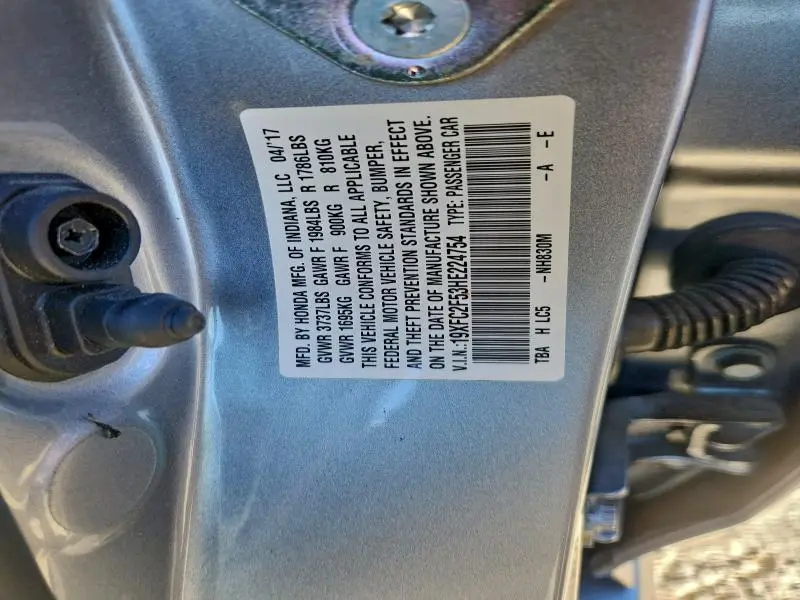 MFD. BY HONDA MFG. OF INDIANA, LLC 04/17
GVWR 3737LBS GAWR F 1984LBS R 1786LBS
GVWR 1695KG GAWR F 900KG R 810KG
THIS VEHICLE CONFORMS TO ALL APPLICABLE
FEDERAL MOTOR VEHICLE SAFETY, BUMPER,
AND THEFT PREVENTION STANDARDS IN EFFECT
ON THE DATE OF MANUFACTURE SHOWN ABOVE.
V.I.N.:19XFC2F53HE224754 TYPE: PASSENGER CAR
TBA H LC5 -NH830M -A -E